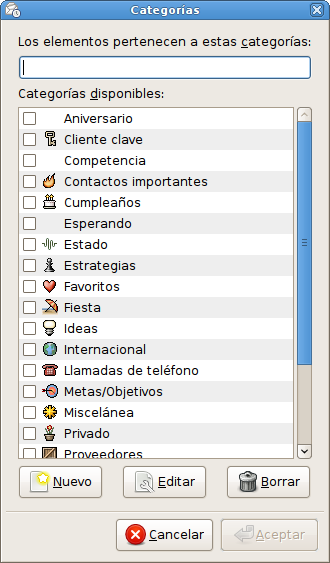 Categorías
Los elementos pertenecen a estas categorías:
Categorías disponibles:
Aniversario
Cliente clave
Competencia
Contactos importantes
Cumpleaños
Esperando
Estado
Estrategias
Favoritos
Fiesta
Ideas
Internacional
Llamadas de teléfono
Metas/Objetivos
Miscelánea
Privado
Proveedores
Nuevo Editar Borrar
Cancelar Aceptar